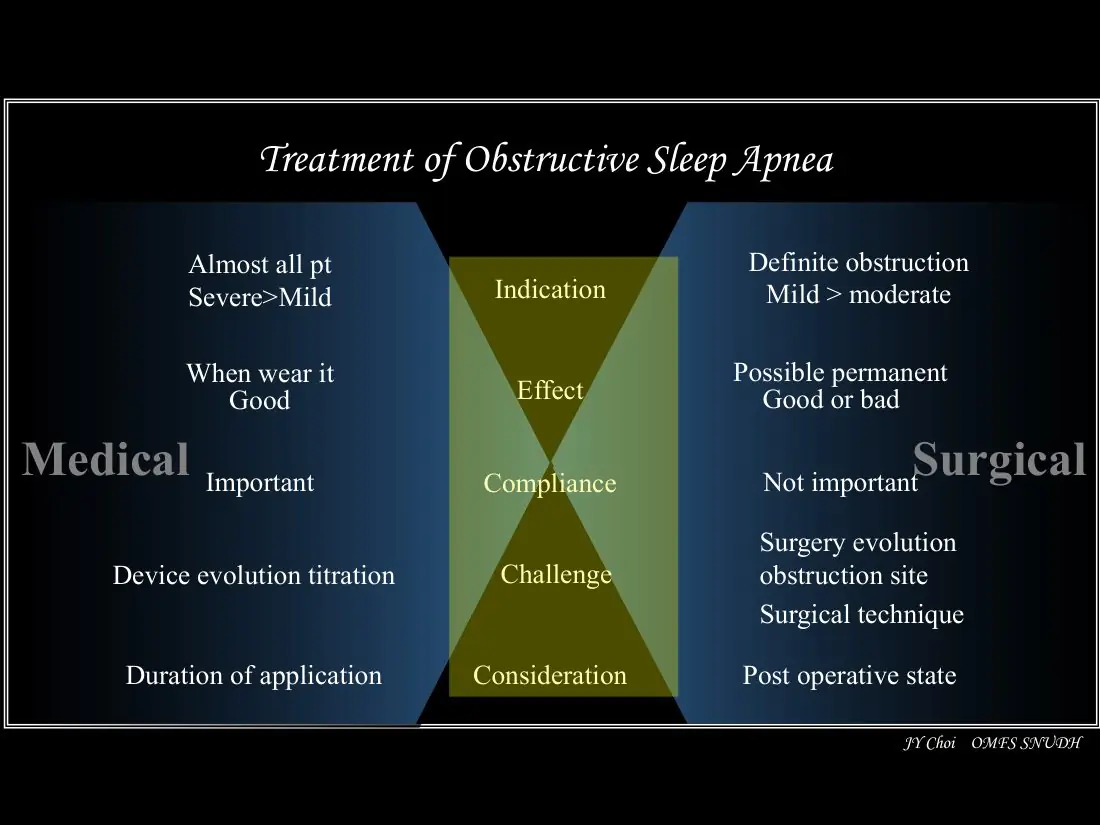 Treatment of Obstructive Sleep Apnea
Almost all pt
Severe>Mild
Indication
Definite obstruction
Mild > moderate
When wear it
Good
Effect
Possible permanent
Good or bad
Medical
Surgical
Important
Compliance
Not important
Device evolution titration
Challenge
Surgery evolution
obstruction site
Surgical technique
Duration of application
Consideration
Post operative state
JY Choi OMFS SNUDH